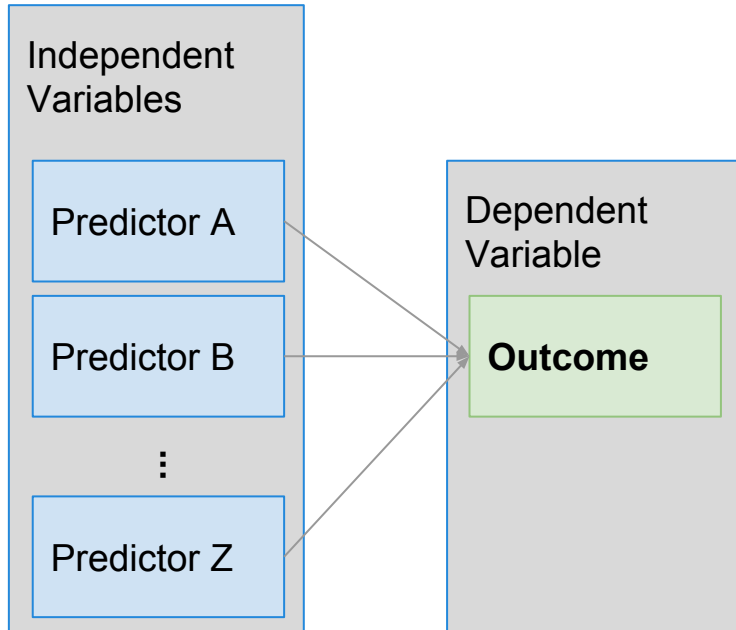 Independent
Variables
Predictor A
Predictor B
⋮
Predictor Z
Dependent
Variable
Outcome